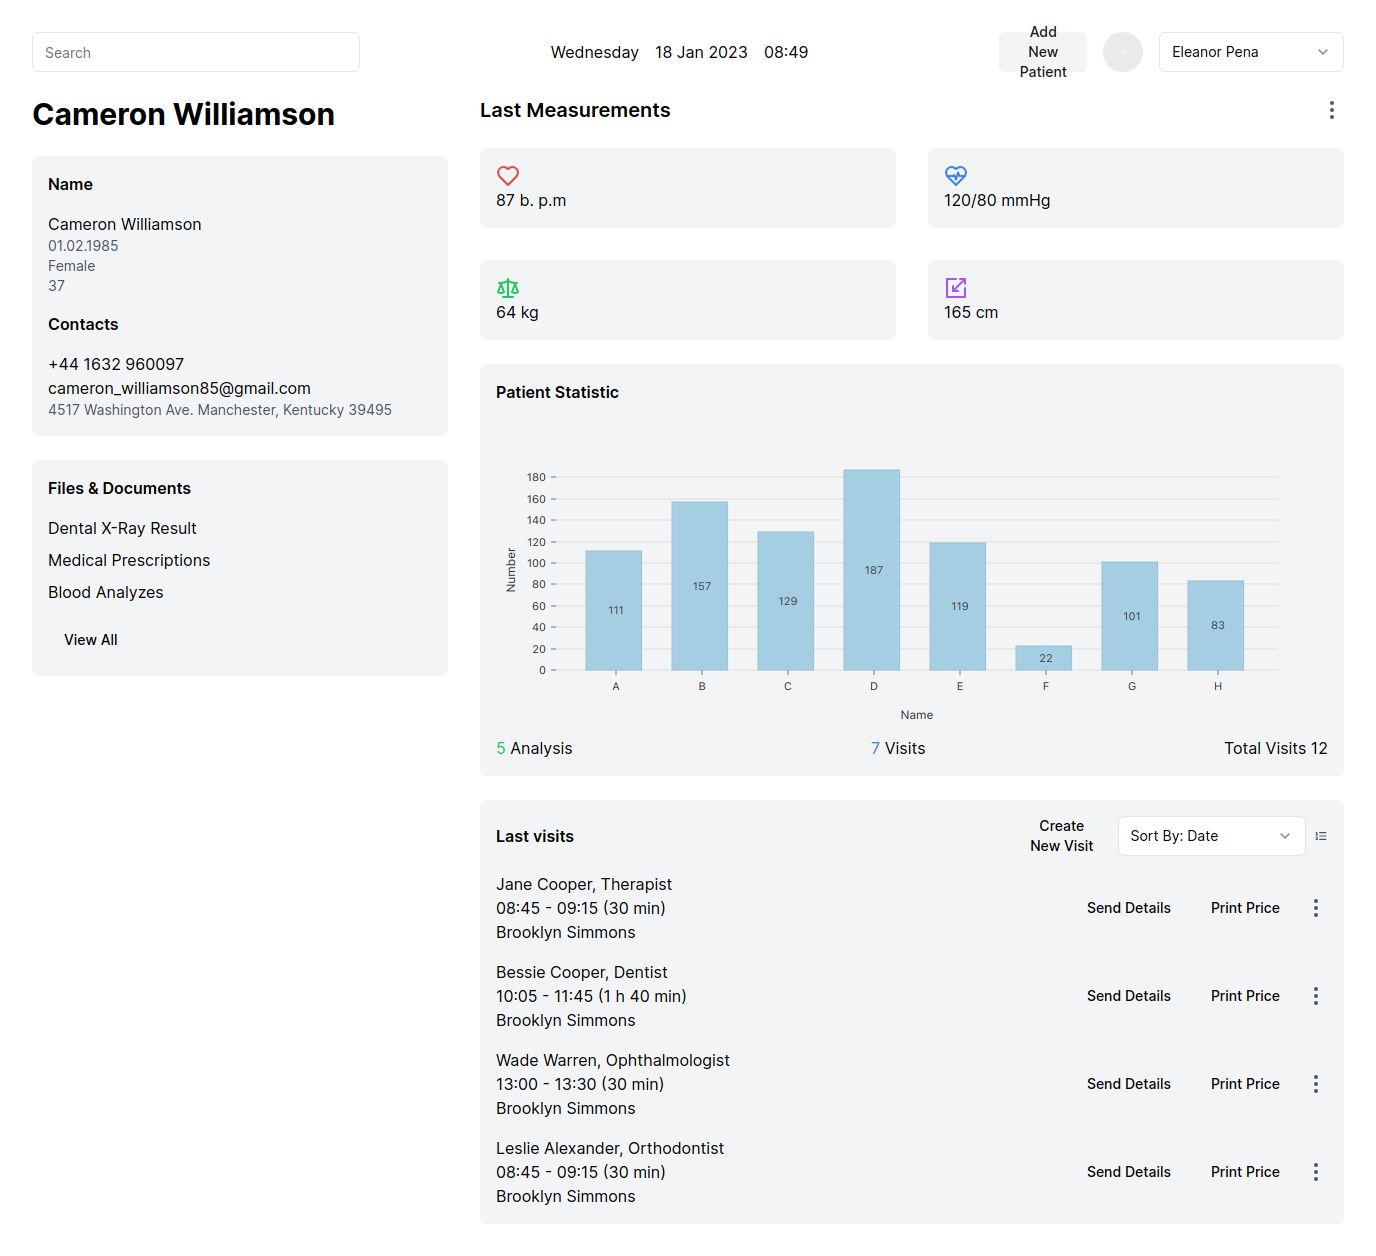 Search
Wednesday 18 Jan 2023 08:49
Add
New
Patient
Eleanor Pena
Cameron Williamson
Name
Cameron Williamson
01.02.1985
Female
37
Contacts
+44 1632 960097
cameron_williamson85@gmail.com
4517 Washington Ave. Manchester, Kentucky 39495
Files & Documents
Dental X-Ray Result
Medical Prescriptions
Blood Analyzes
View All
Last Measurements
87 b. p.m
120/80 mmHg
64 kg
165 cm
Patient Statistic
Number
180
160
140
120
100
80
60
40
20
0
111
157
129
187
119
22
101
83
A B C D E F G H
Name
5 Analysis
7 Visits
Total Visits 12
Last visits
Create
New Visit
Sort By: Date
Jane Cooper, Therapist
08:45 - 09:15 (30 min)
Brooklyn Simmons
Send Details Print Price
Bessie Cooper, Dentist
10:05 - 11:45 (1 h 40 min)
Brooklyn Simmons
Send Details Print Price
Wade Warren, Ophthalmologist
13:00 - 13:30 (30 min)
Brooklyn Simmons
Send Details Print Price
Leslie Alexander, Orthodontist
08:45 - 09:15 (30 min)
Brooklyn Simmons
Send Details Print Price